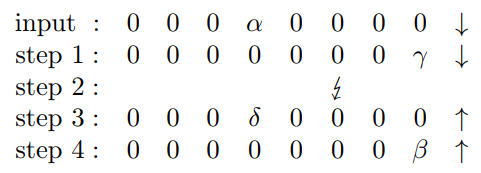 input : 0 0 0 α 0 0 0 0 ↓
step 1 : 0 0 0 0 0 0 0 γ ↓
step 2 : ↯
step 3 : 0 0 0 δ 0 0 0 0 ↑
step 4 : 0 0 0 0 0 0 0 β ↑